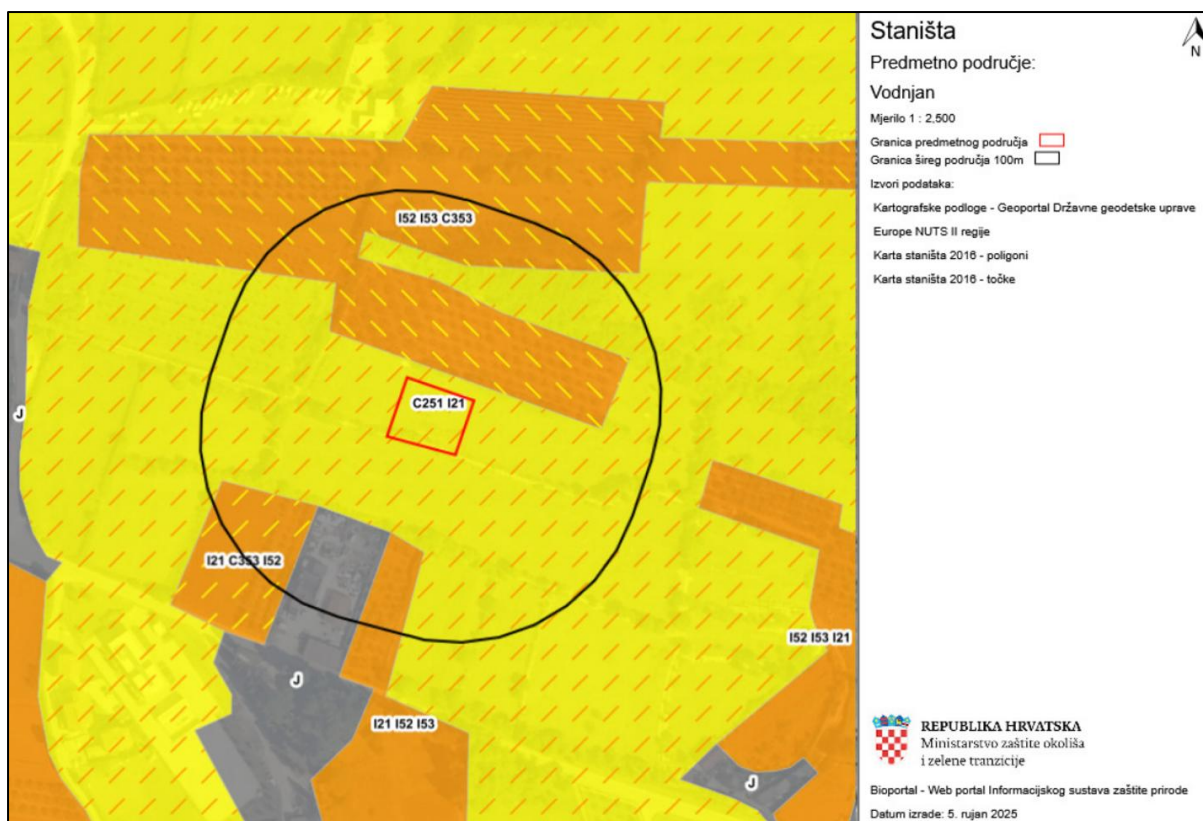 I52 I53 C353
C251 I21
J
I21 C353 I52
I52 I53 I21
J
I21 I52 I53
J
Staništa
N
Predmetno područje:
Vodnjan
Mjerilo 1 : 2,500
Granica predmetnog područja
Granica šireg područja 100m
Izvori podataka:
Kartografske podloge - Geoportal Državne geodetske uprave
Europe NUTS II regije
Karta staništa 2016 - poligoni
Karta staništa 2016 - točke
REPUBLIKA HRVATSKA
Ministarstvo zaštite okoliša
i zelene tranzicije
Bioportal - Web portal Informacijskog sustava zaštite prirode
Datum izrade: 5. rujan 2025